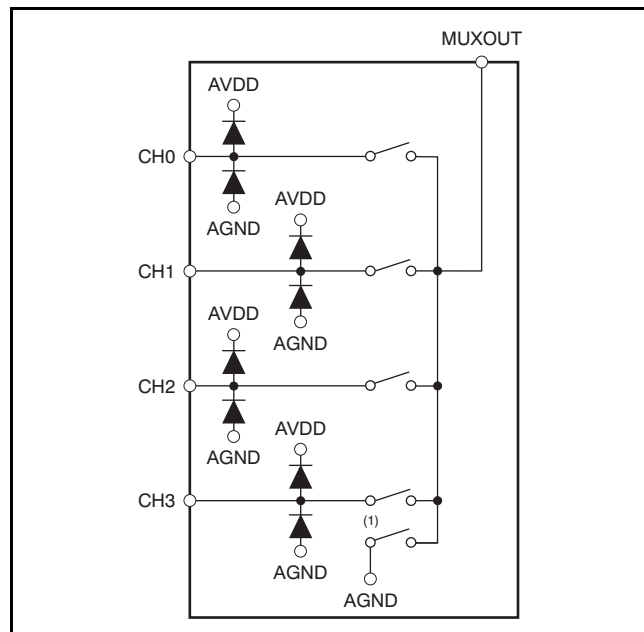 MUXOUT
AVDD
CH0
AGND
AVDD
CH1
AGND
AVDD
CH2
AGND
AVDD
CH3
(1)
AGND
AGND